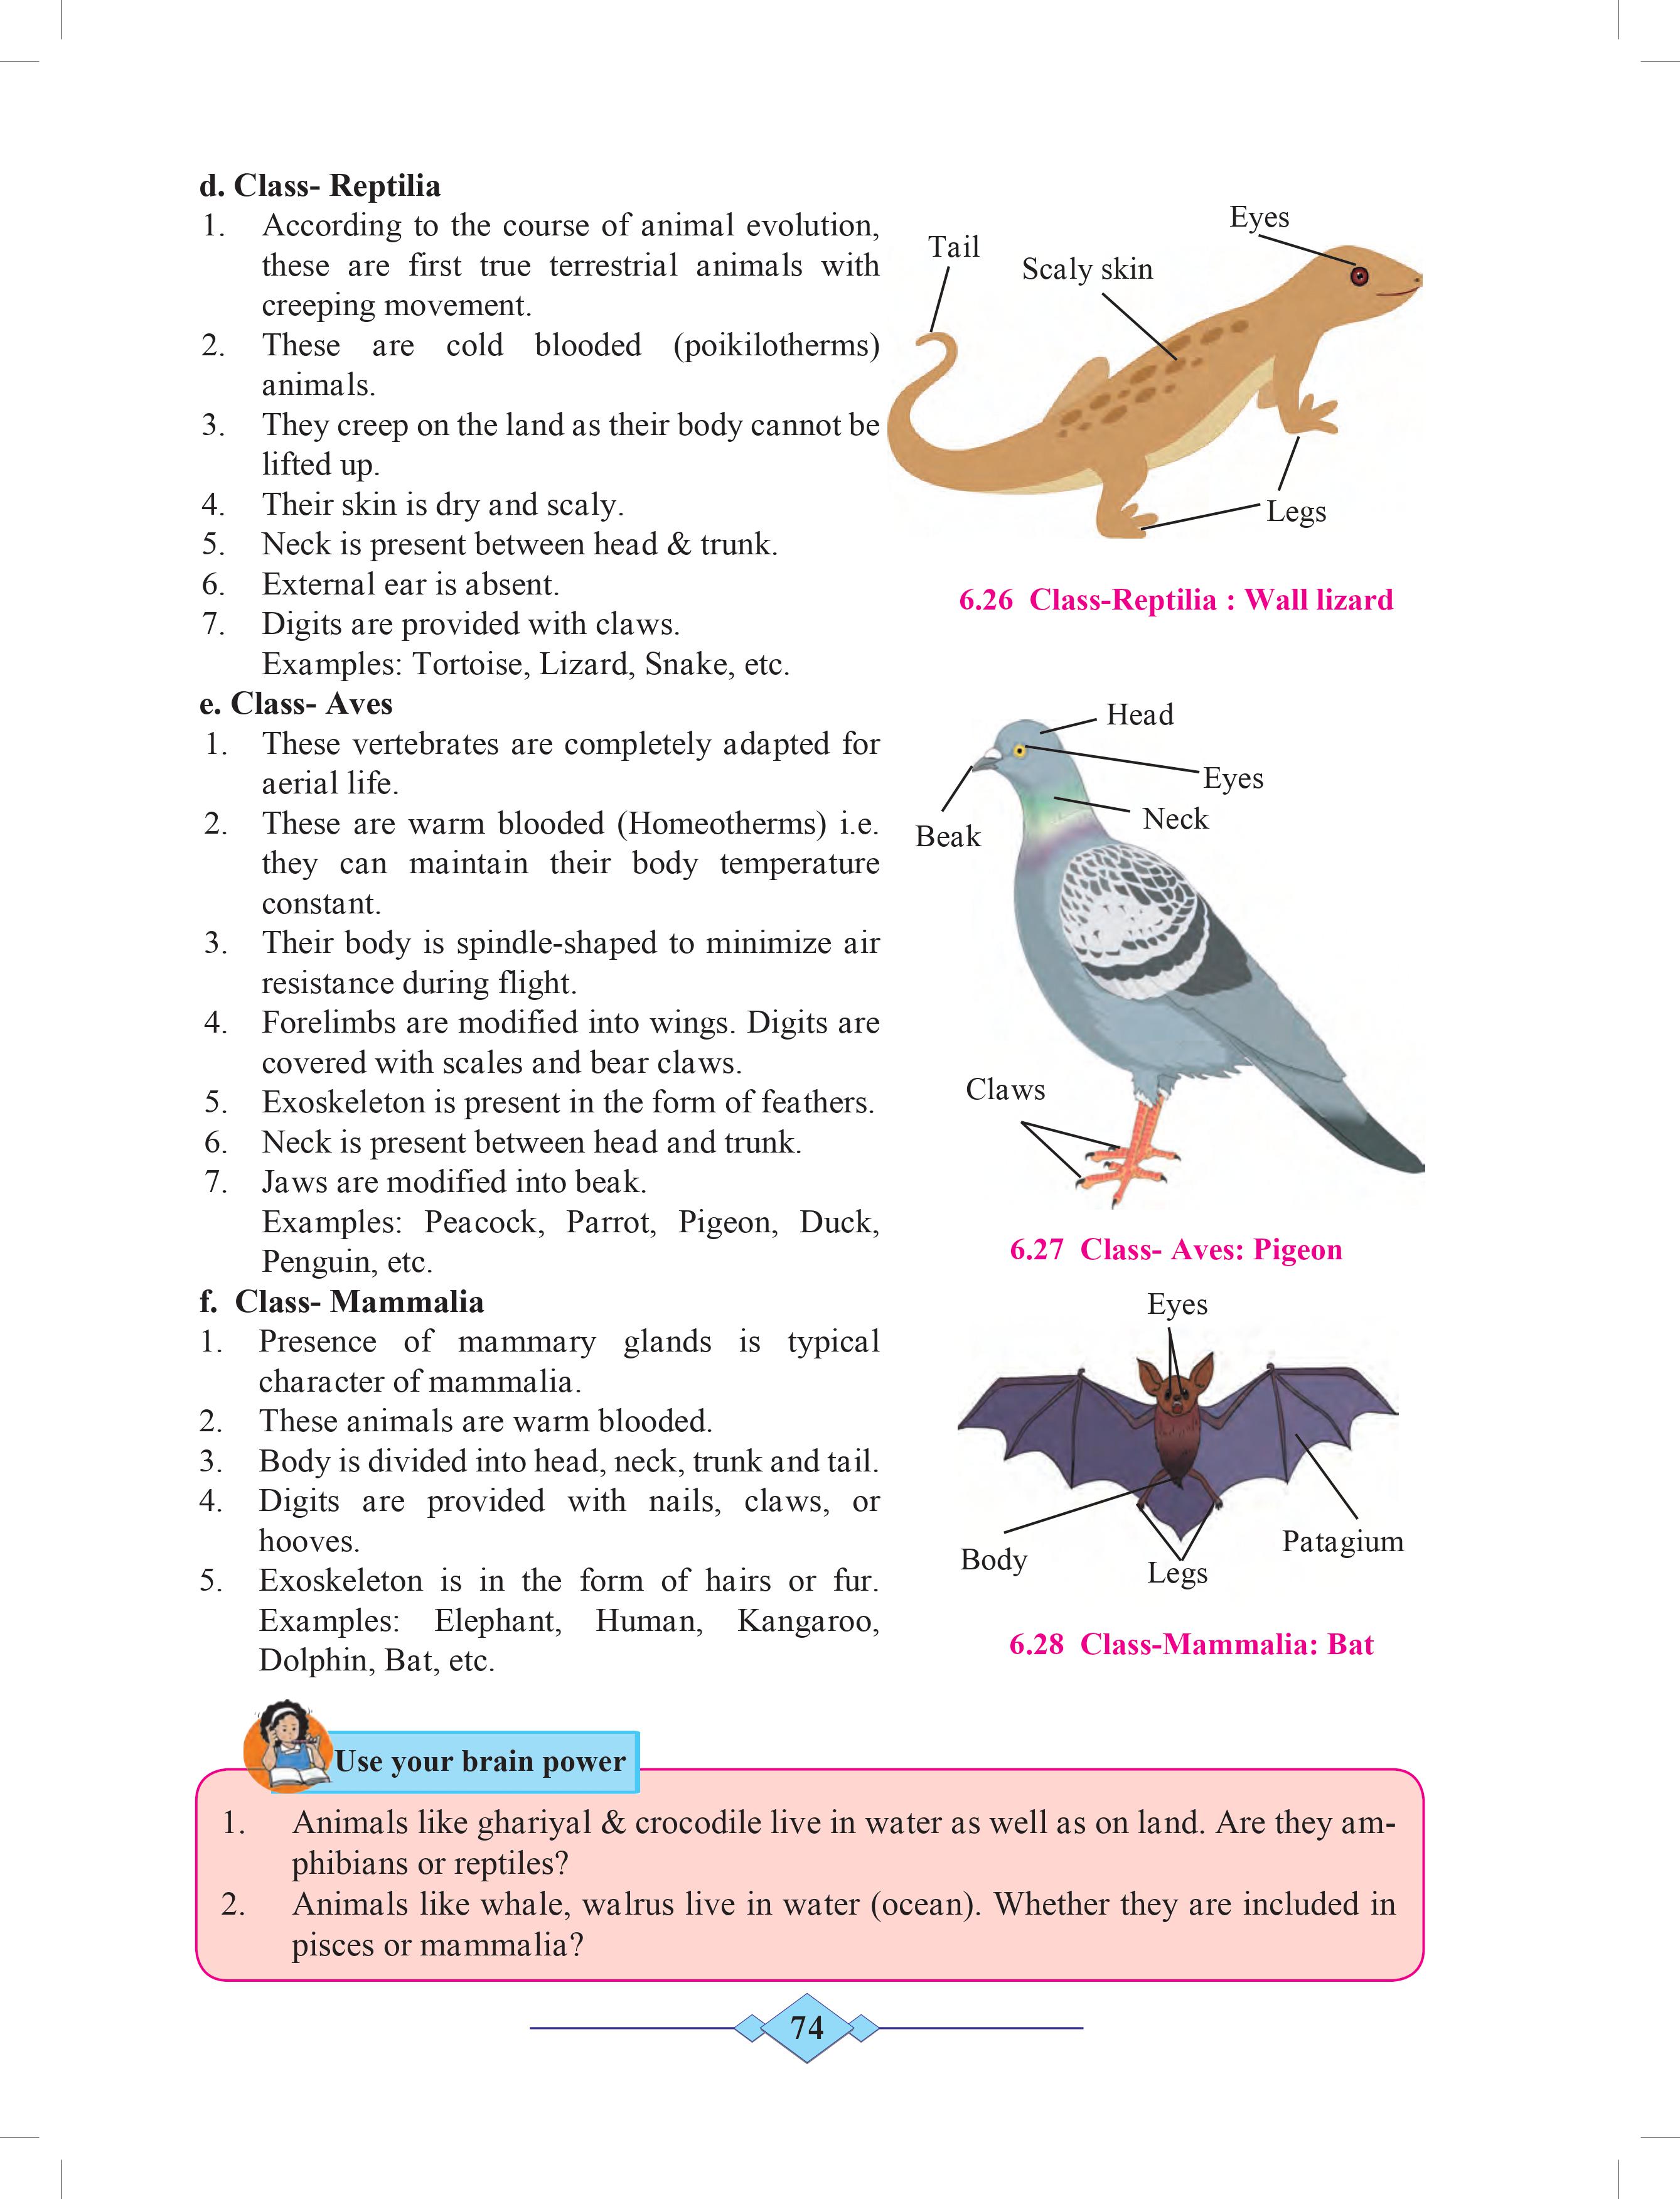 d. Class- Reptilia
1. According to the course of animal evolution,
these are first true terrestrial animals with
creeping movement.
2. These are cold blooded (poikilotherms)
animals.
3. They creep on the land as their body cannot be
lifted up.
4. Their skin is dry and scaly.
5. Neck is present between head & trunk.
6. External ear is absent.
7. Digits are provided with claws.
Examples: Tortoise, Lizard, Snake, etc.
Eyes
Tail
Scaly skin
Legs
6.26 Class-Reptilia : Wall lizard
e. Class- Aves
1. These vertebrates are completely adapted for
aerial life.
2. These are warm blooded (Homeotherms) i.e.
they can maintain their body temperature
constant.
3. Their body is spindle-shaped to minimize air
resistance during flight.
4. Forelimbs are modified into wings. Digits are
covered with scales and bear claws.
5. Exoskeleton is present in the form of feathers.
6. Neck is present between head and trunk.
7. Jaws are modified into beak.
Examples: Peacock, Parrot, Pigeon, Duck,
Penguin, etc.
Head
Eyes
Neck
Beak
Claws
6.27 Class- Aves: Pigeon
f. Class- Mammalia
1. Presence of mammary glands is typical
character of mammalia.
2. These animals are warm blooded.
3. Body is divided into head, neck, trunk and tail.
4. Digits are provided with nails, claws, or
hooves.
5. Exoskeleton is in the form of hairs or fur.
Examples: Elephant, Human, Kangaroo,
Dolphin, Bat, etc.
Eyes
Patagium
Body
Legs
6.28 Class-Mammalia: Bat
Use your brain power
1. Animals like ghariyal & crocodile live in water as well as on land. Are they am-
phibians or reptiles?
2. Animals like whale, walrus live in water (ocean). Whether they are included in
pisces or mammalia?
74